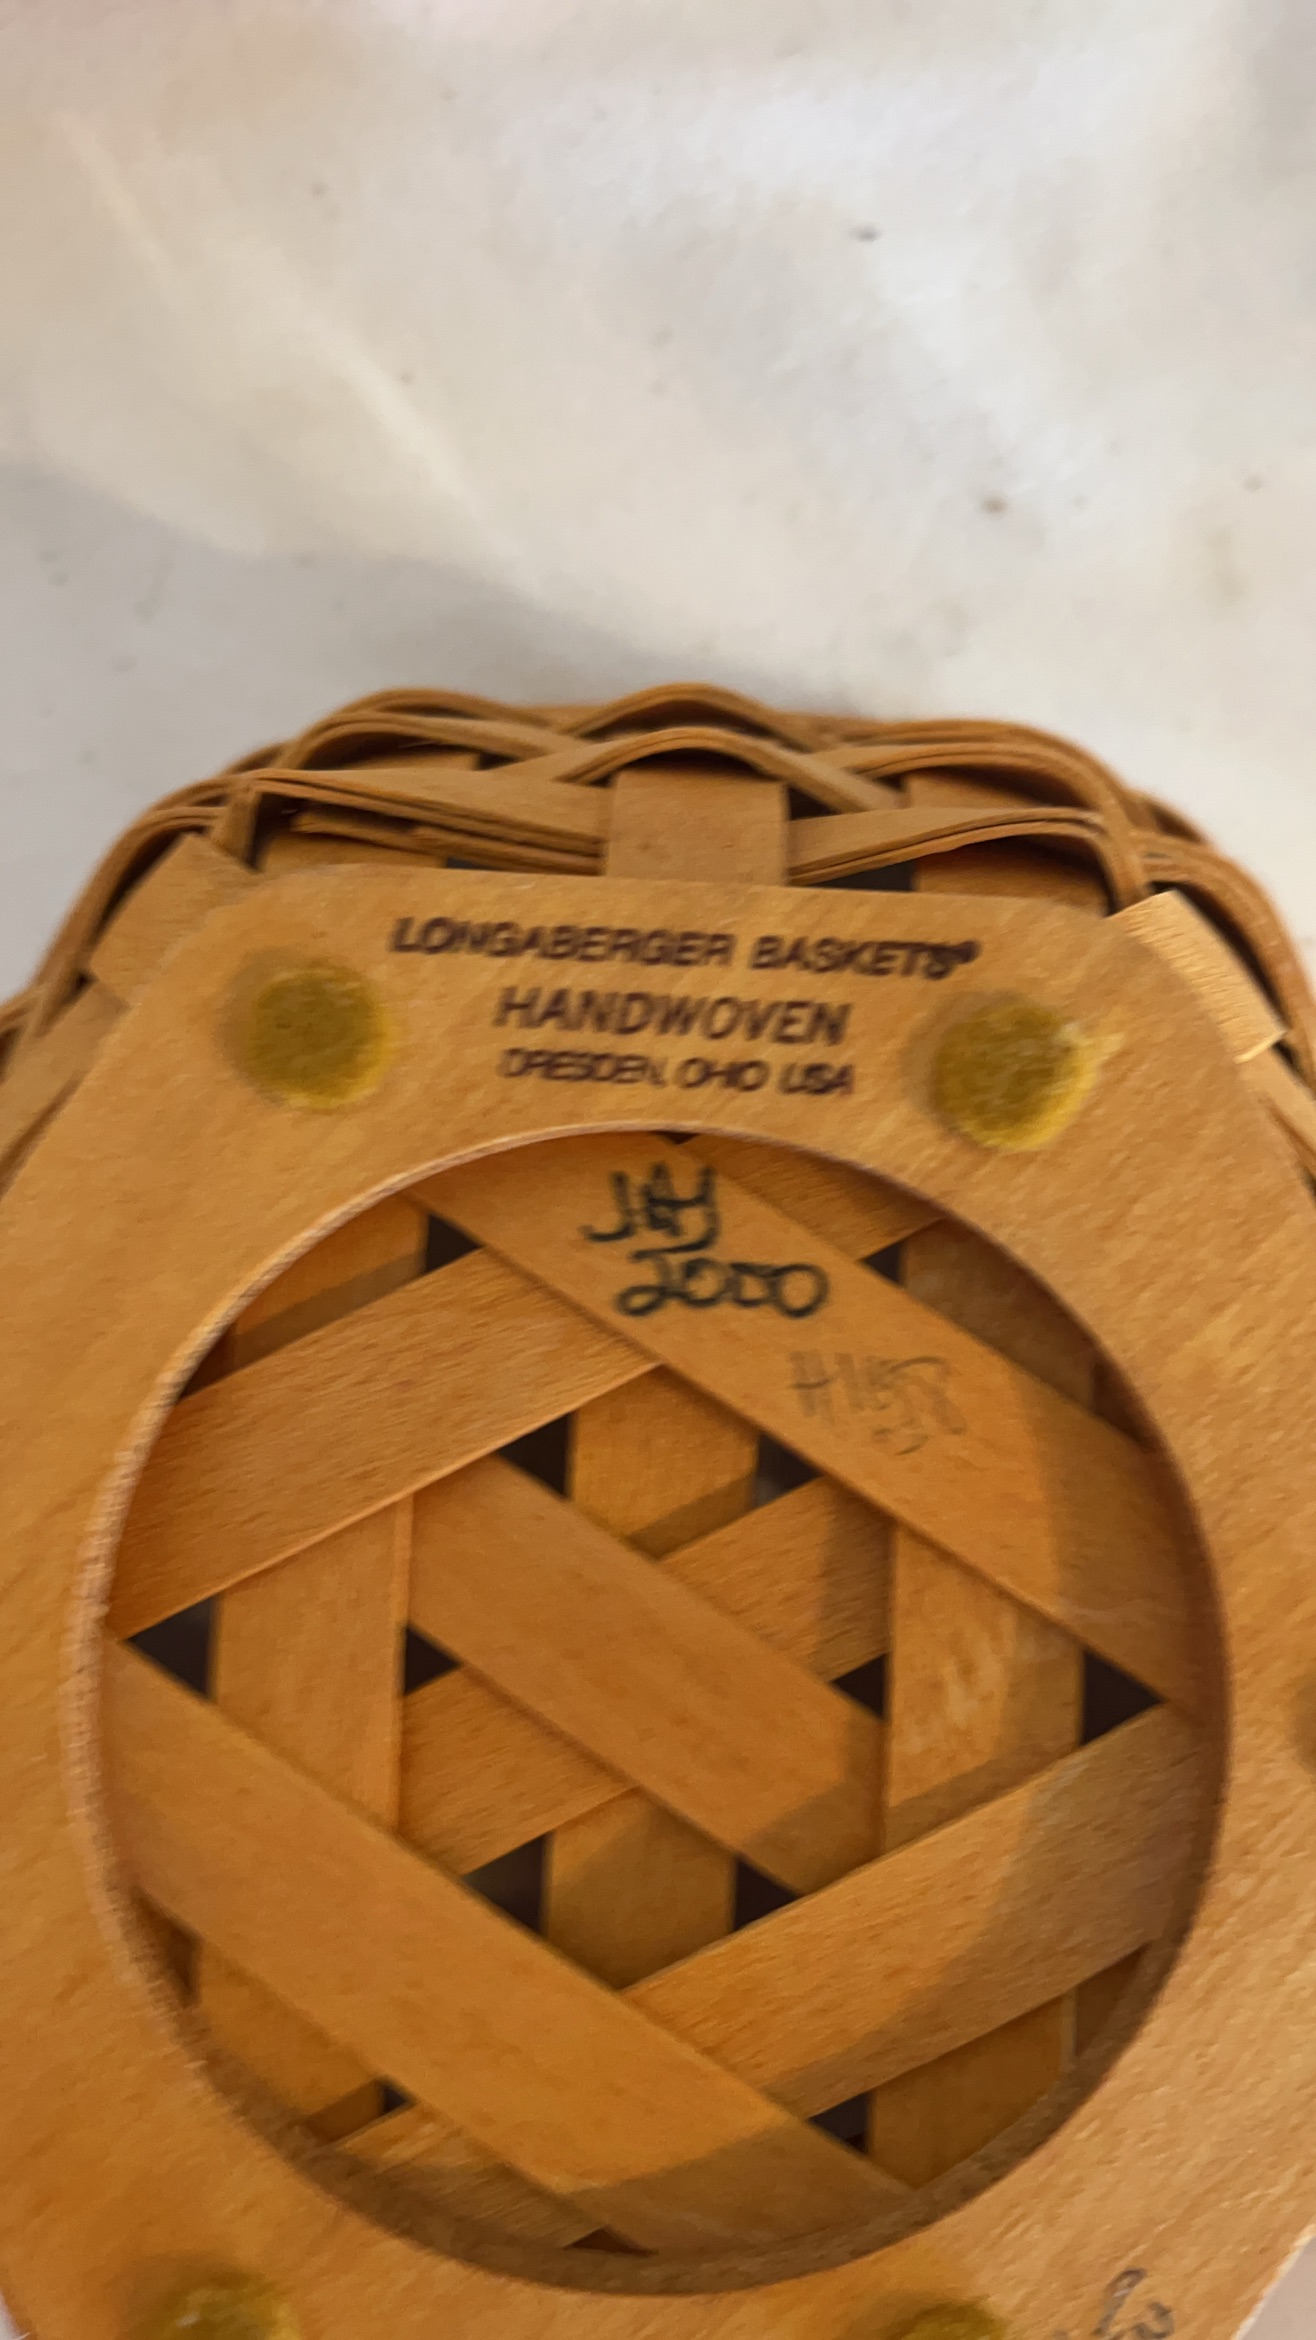 LONGABERGER BASKETS®
HANDWOVEN
DRESDEN, OHIO USA
2000